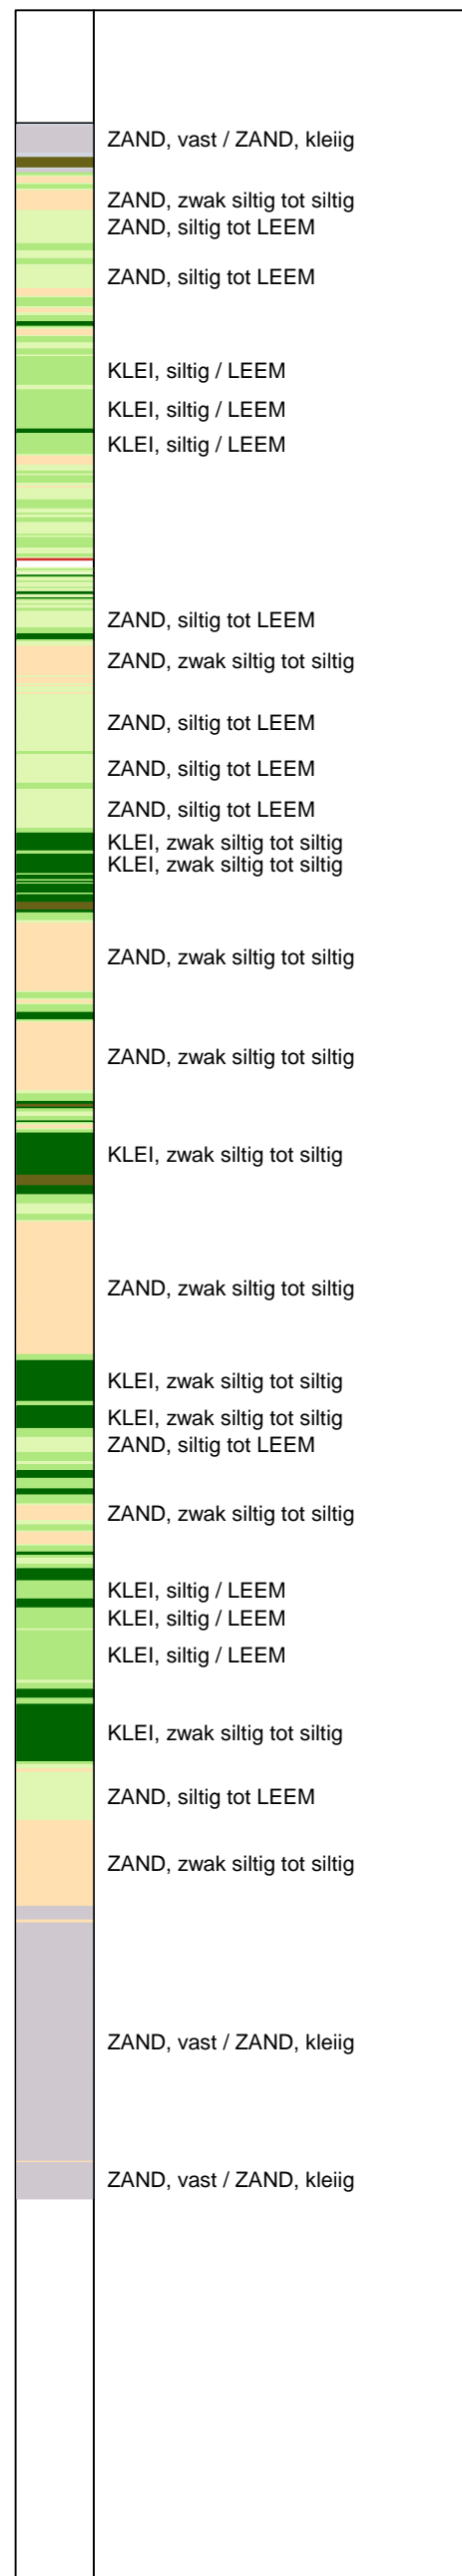 ZAND, vast / ZAND, kleiig
ZAND, zwak siltig tot siltig
ZAND, siltig tot LEEM
ZAND, siltig tot LEEM
KLEI, siltig / LEEM
KLEI, siltig / LEEM
KLEI, siltig / LEEM
ZAND, siltig tot LEEM
ZAND, zwak siltig tot siltig
ZAND, siltig tot LEEM
ZAND, siltig tot LEEM
ZAND, siltig tot LEEM
KLEI, zwak siltig tot siltig
KLEI, zwak siltig tot siltig
ZAND, zwak siltig tot siltig
ZAND, zwak siltig tot siltig
KLEI, zwak siltig tot siltig
ZAND, zwak siltig tot siltig
KLEI, zwak siltig tot siltig
KLEI, zwak siltig tot siltig
ZAND, siltig tot LEEM
ZAND, zwak siltig tot siltig
KLEI, siltig / LEEM
KLEI, siltig / LEEM
KLEI, siltig / LEEM
KLEI, zwak siltig tot siltig
ZAND, siltig tot LEEM
ZAND, zwak siltig tot siltig
ZAND, vast / ZAND, kleiig
ZAND, vast / ZAND, kleiig